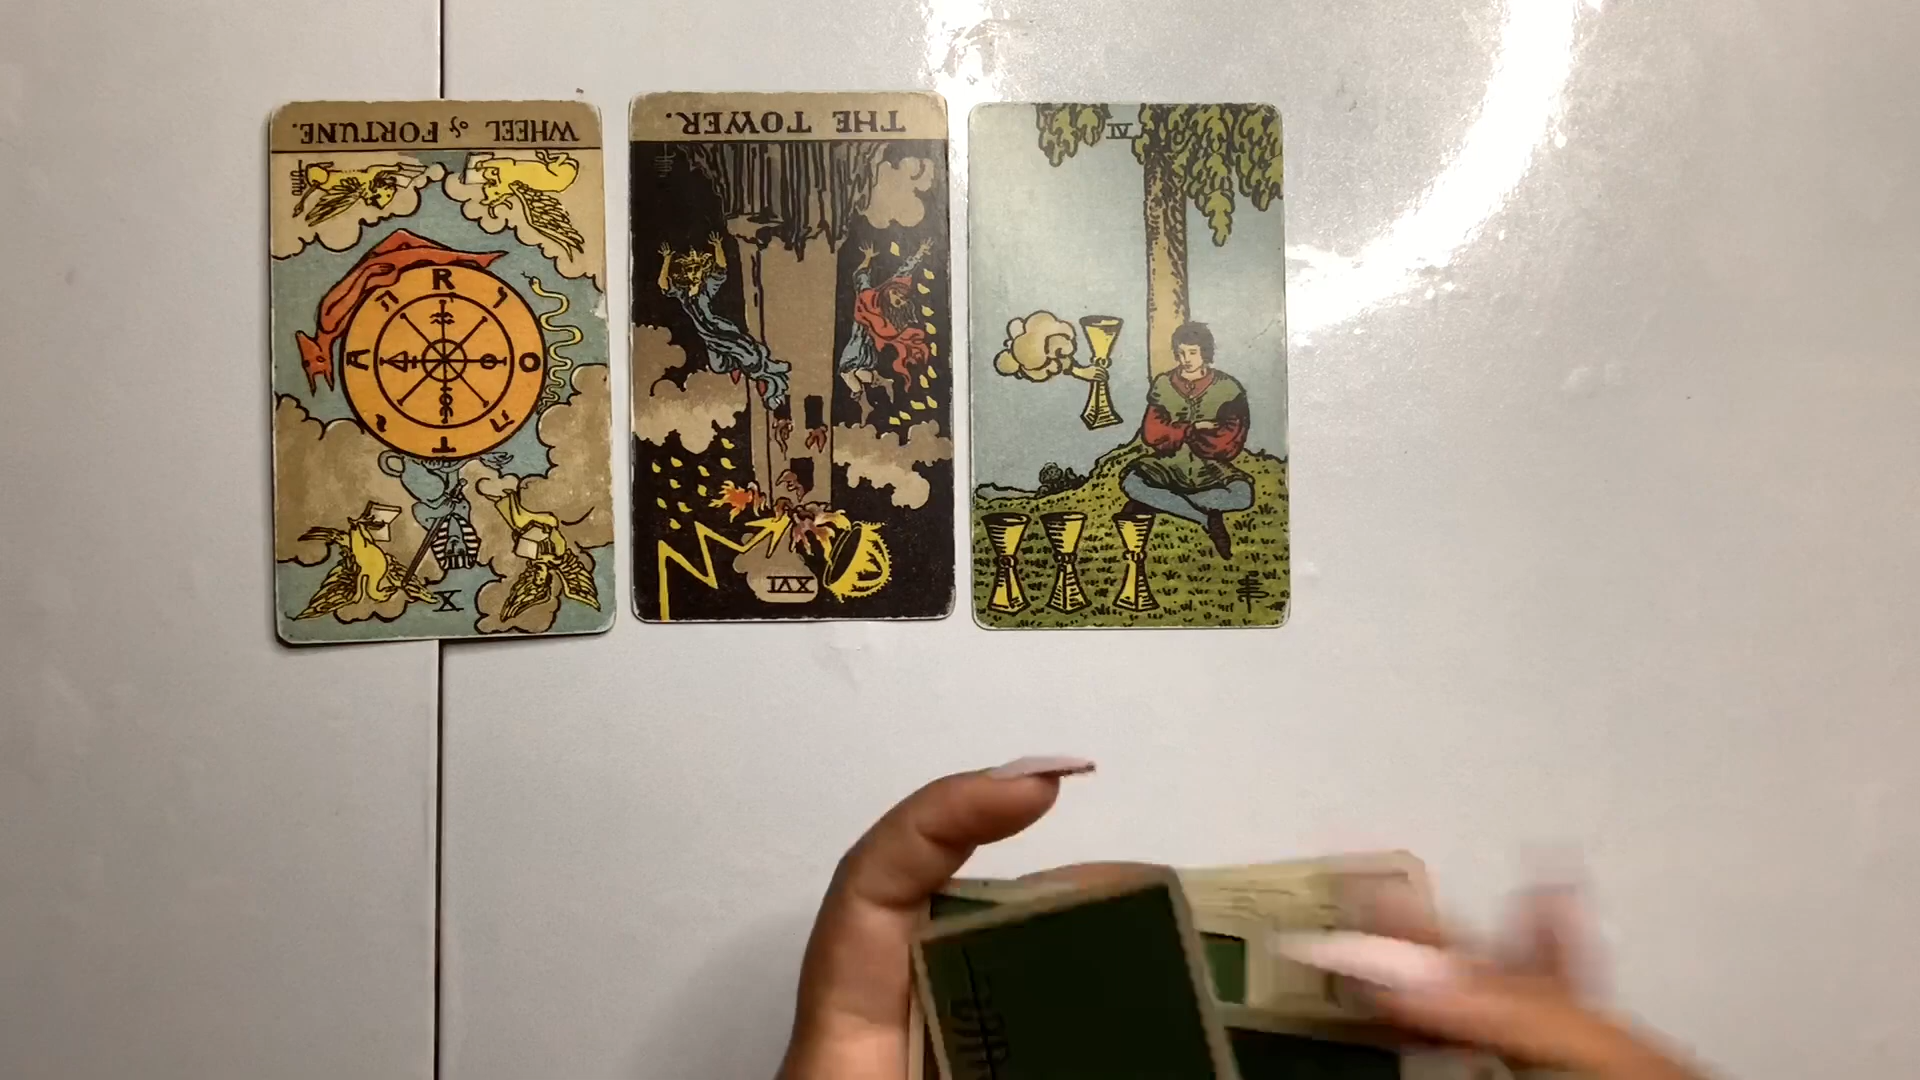 WHEEL of FORTUNE.
R
O
T
A
X
THE TOWER.
XVI
IV